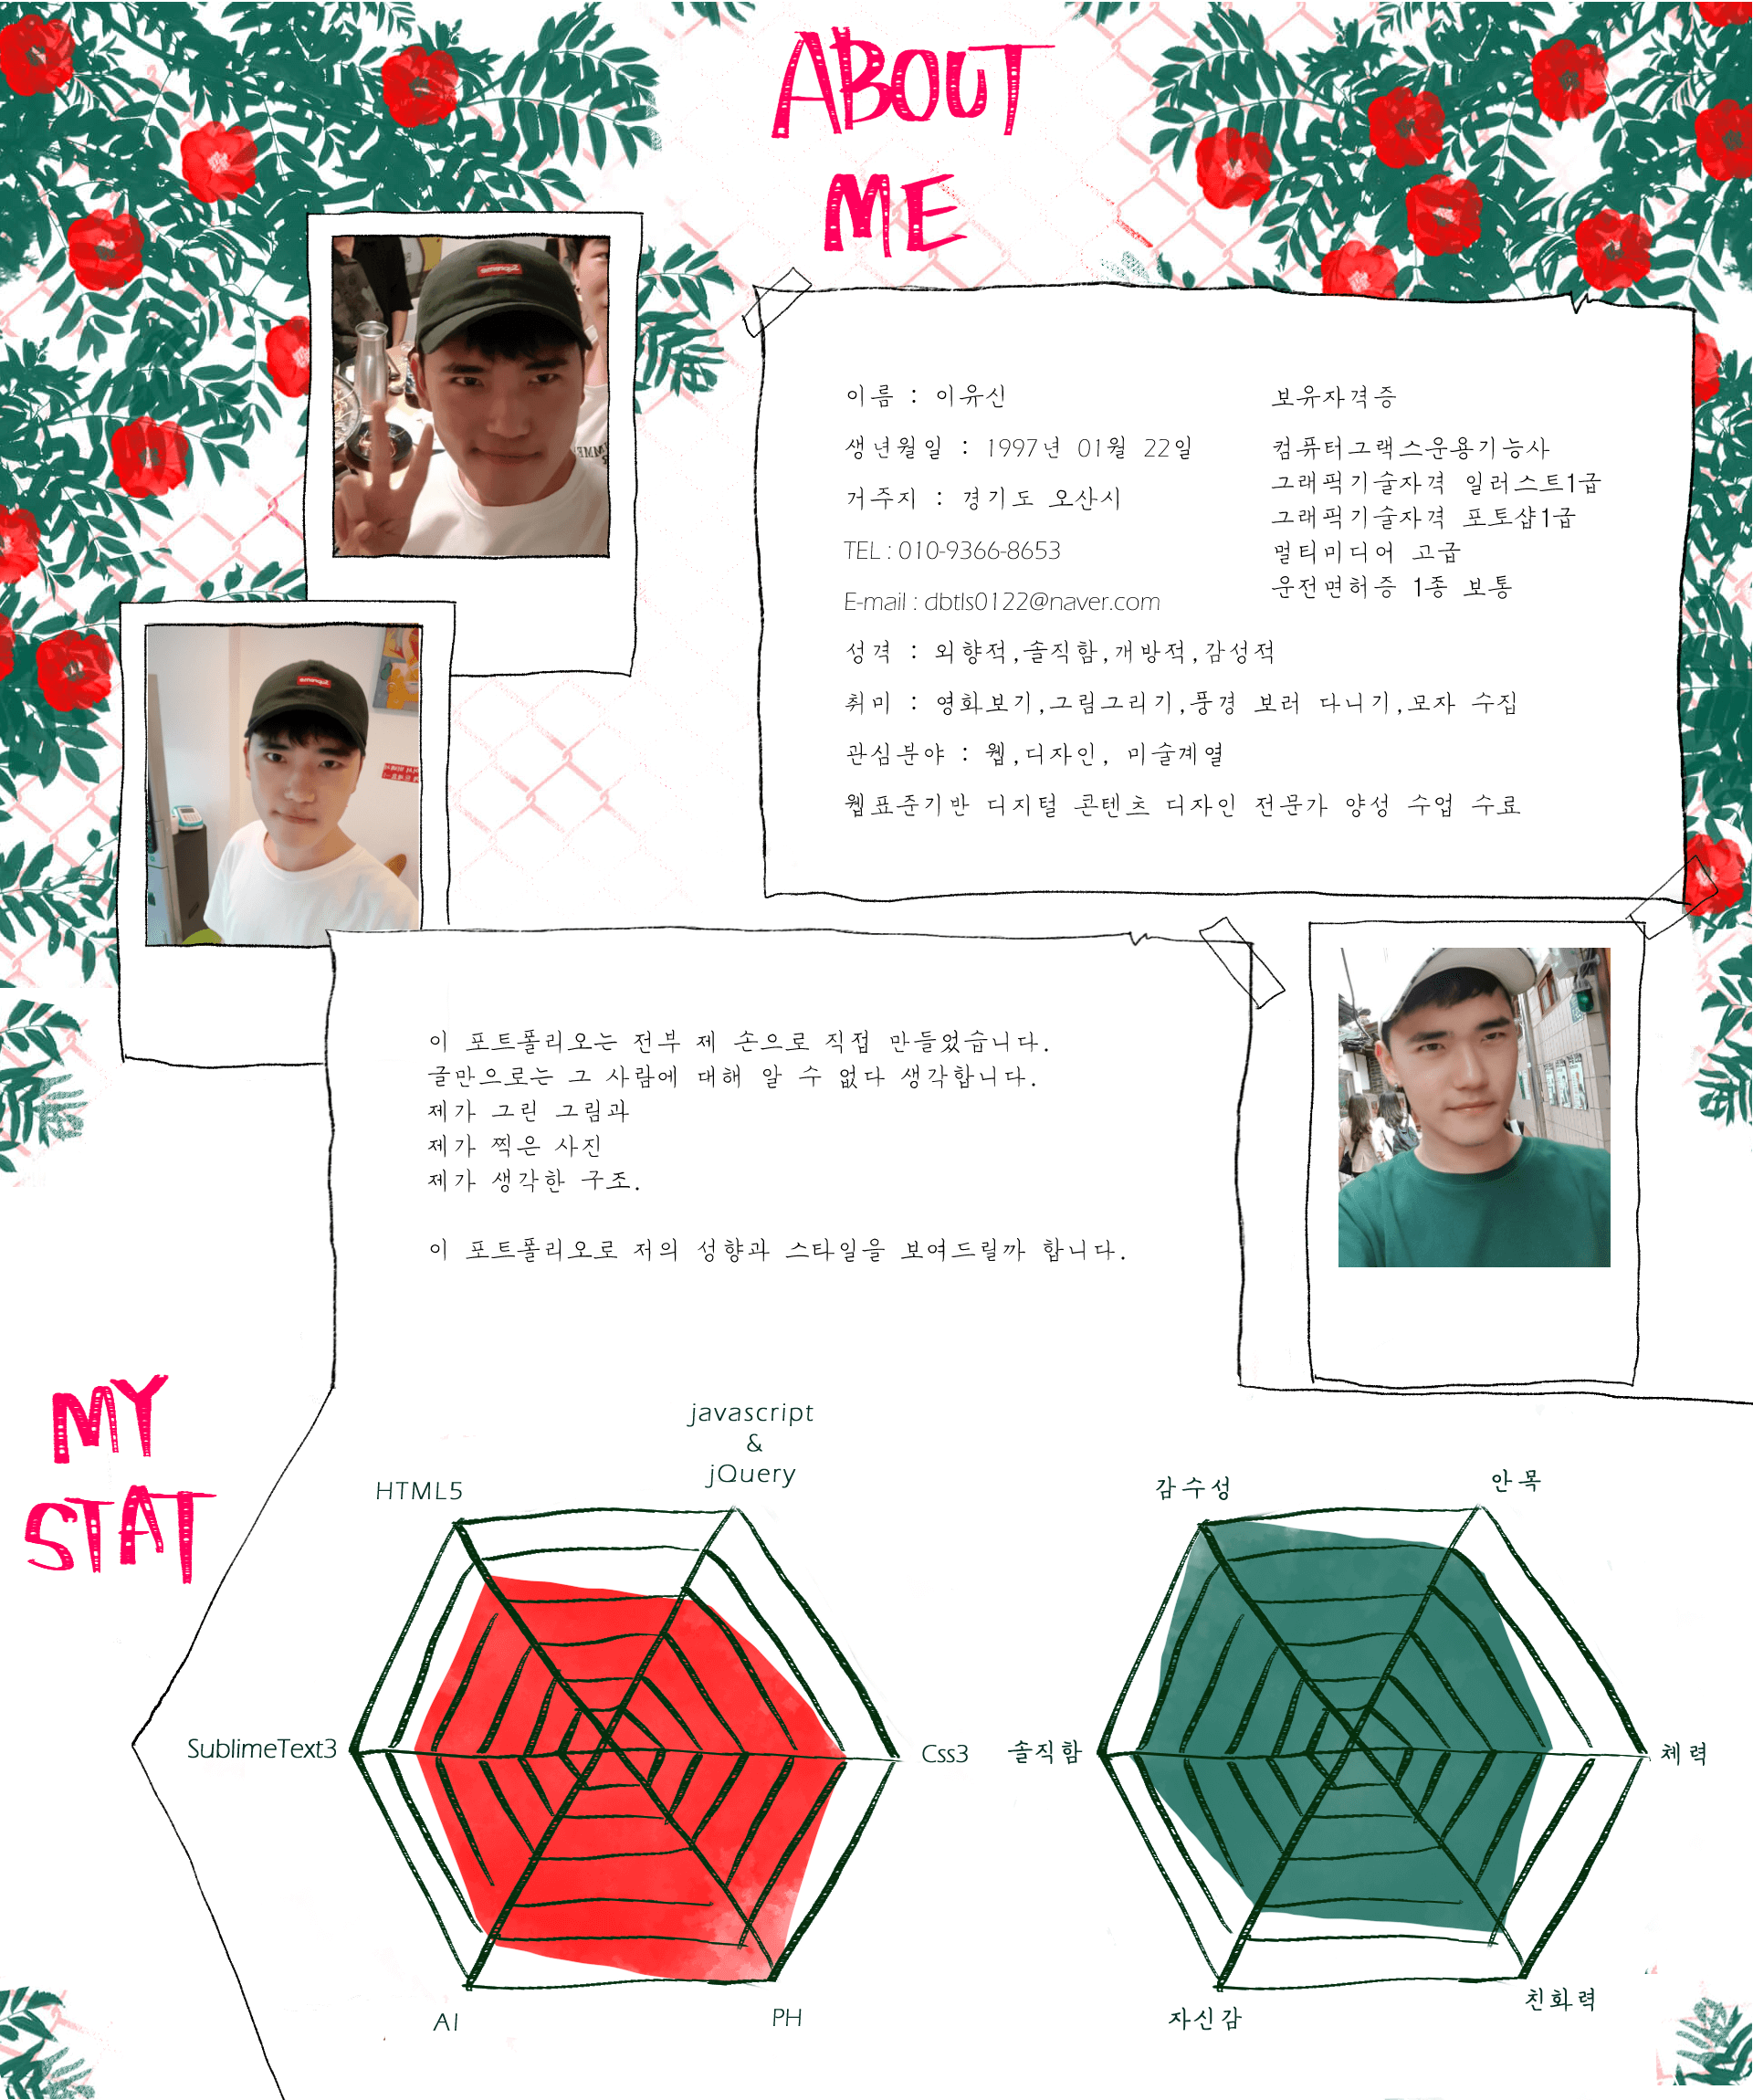 ABOUT
ME
이름 : 이유신
생년월일 : 1997년 01월 22일
거주지 : 경기도 오산시
TEL : 010-9366-8653
E-mail : dbtls0122@naver.com
성격 : 외향적,솔직함,개방적,감성적
취미 : 영화보기,그림그리기,풍경 보러 다니기,모자 수집
관심분야 : 웹,디자인, 미술계열
웹표준기반 디지털 콘텐츠 디자인 전문가 양성 수업 수료
보유자격증
컴퓨터그랙스운용기능사
그래픽기술자격 일러스트1급
그래픽기술자격 포토샵1급
멀티미디어 고급
운전면허증 1종 보통
이 포트폴리오는 전부 제 손으로 직접 만들었습니다.
글만으로는 그 사람에 대해 알 수 없다 생각합니다.
제가 그린 그림과
제가 찍은 사진
제가 생각한 구조.
이 포트폴리오로 저의 성향과 스타일을 보여드릴까 합니다.
MY
STAT
javascript
&
jQuery
HTML5
SublimeText3
Css3
AI
PH
감수성
안목
솔직함
체력
자신감
친화력